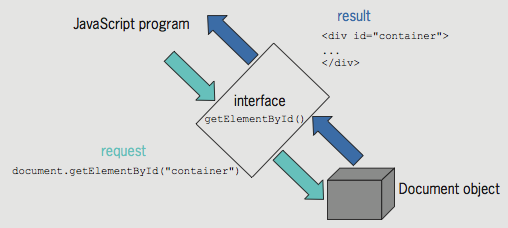 JavaScript program
result
<div id="container">
...
</div>
interface
getElementById()
request
document.getElementById("container")
Document object